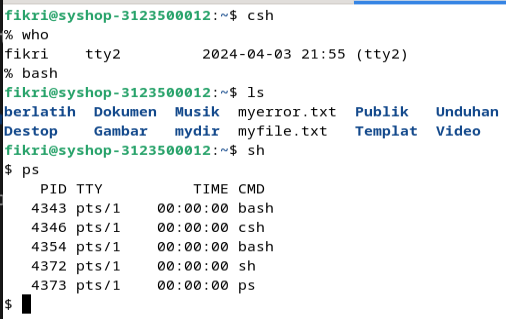 fikri@syshop-3123500012:~$ csh
% who
fikri    tty2         2024-04-03 21:55 (tty2)
% bash
fikri@syshop-3123500012:~$ ls
berlatih  Dokumen  Musik  myerror.txt  Publik   Unduhan
Destop    Gambar   mydir  myfile.txt   Templat  Video
fikri@syshop-3123500012:~$ sh
$ ps
    PID TTY          TIME CMD
   4343 pts/1    00:00:00 bash
   4346 pts/1    00:00:00 csh
   4354 pts/1    00:00:00 bash
   4372 pts/1    00:00:00 sh
   4373 pts/1    00:00:00 ps
$